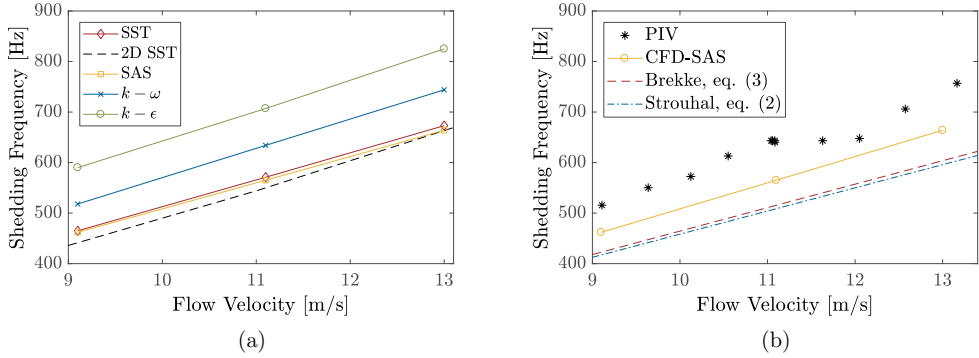 900
800
700
600
500
400
Shedding Frequency [Hz]
SST
2D SST
SAS
k − ω
k − ϵ
9 10 11 12 13
Flow Velocity [m/s]
(a)
900
800
700
600
500
400
Shedding Frequency [Hz]
PIV
CFD-SAS
Brekke, eq. (3)
Strouhal, eq. (2)
9 10 11 12 13
Flow Velocity [m/s]
(b)